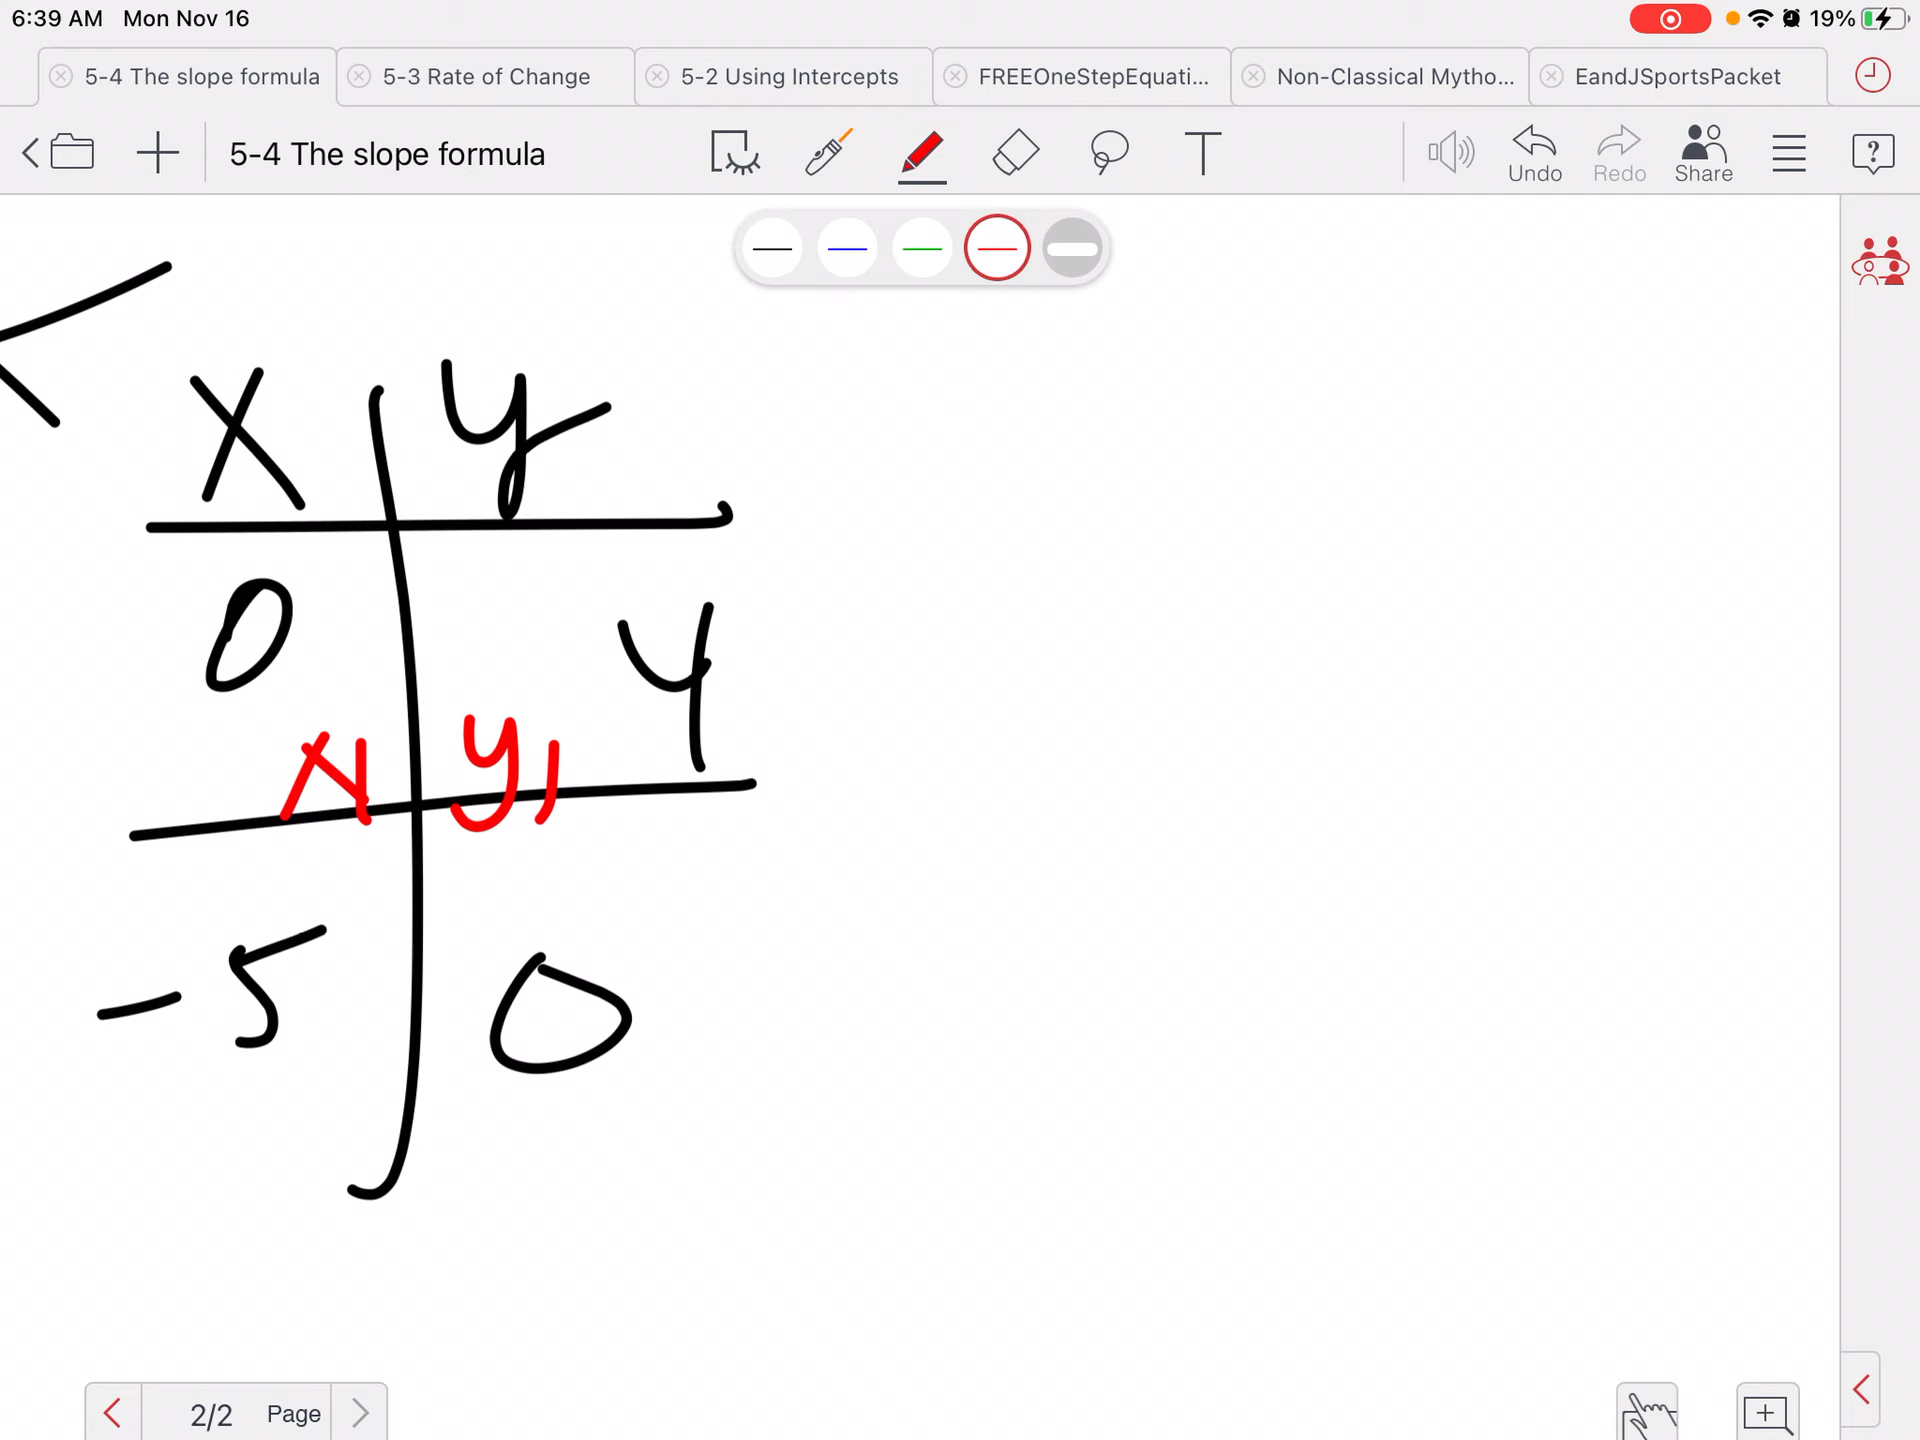 6:39 AM Mon Nov 16 19%
5-4 The slope formula 5-3 Rate of Change 5-2 Using Intercepts FREEOneStepEquati... Non-Classical Mytho... EandJSportsPacket
5-4 The slope formula T Undo Redo Share ?
x y
0 4
x1 y1
-5 0
2/2 Page